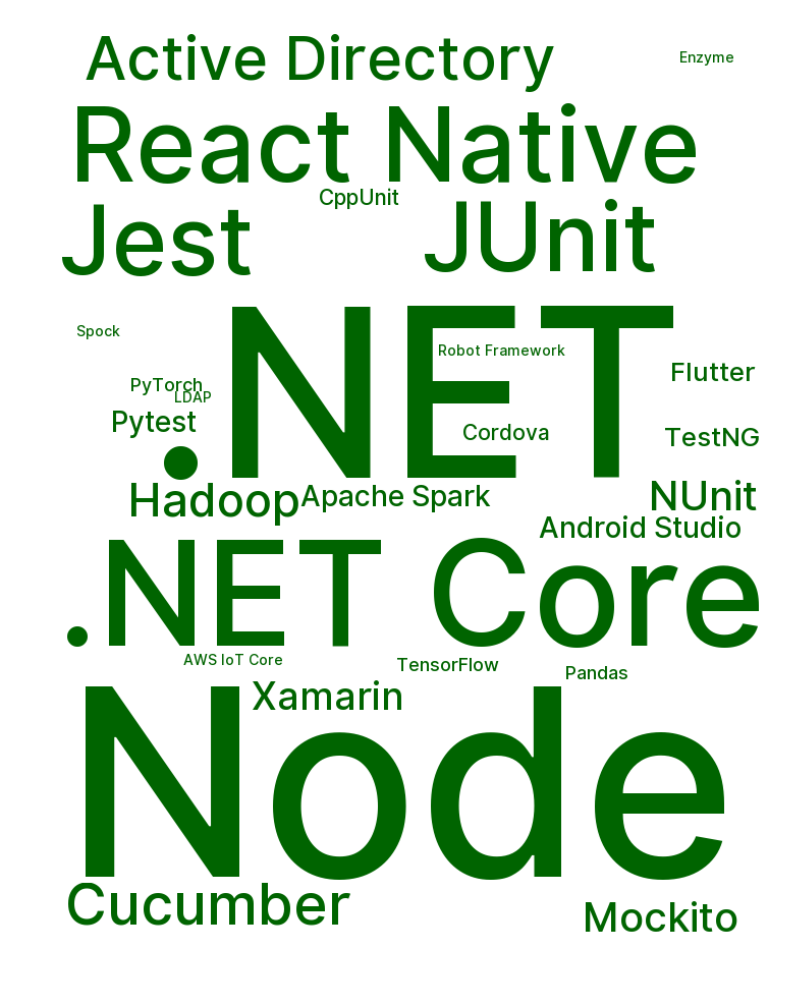 Active Directory
Enzyme
React Native
CppUnit
Jest
JUnit
.NET
Spock
Robot Framework
Flutter
PyTorch
LDAP
Pytest
Cordova
TestNG
Hadoop
Apache Spark
NUnit
Android Studio
.NET Core
AWS IoT Core
TensorFlow
Pandas
Xamarin
Node
Cucumber
Mockito